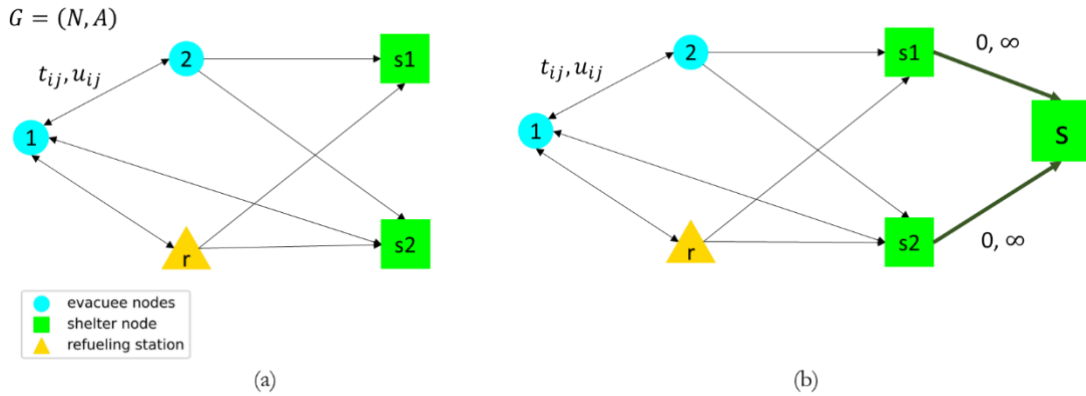 G = (N, A)
2
s1
t_ij, u_ij
1
r
s2
evacuee nodes
shelter node
refueling station
(a)
2
s1
0, ∞
t_ij, u_ij
1
S
r
s2
0, ∞
(b)